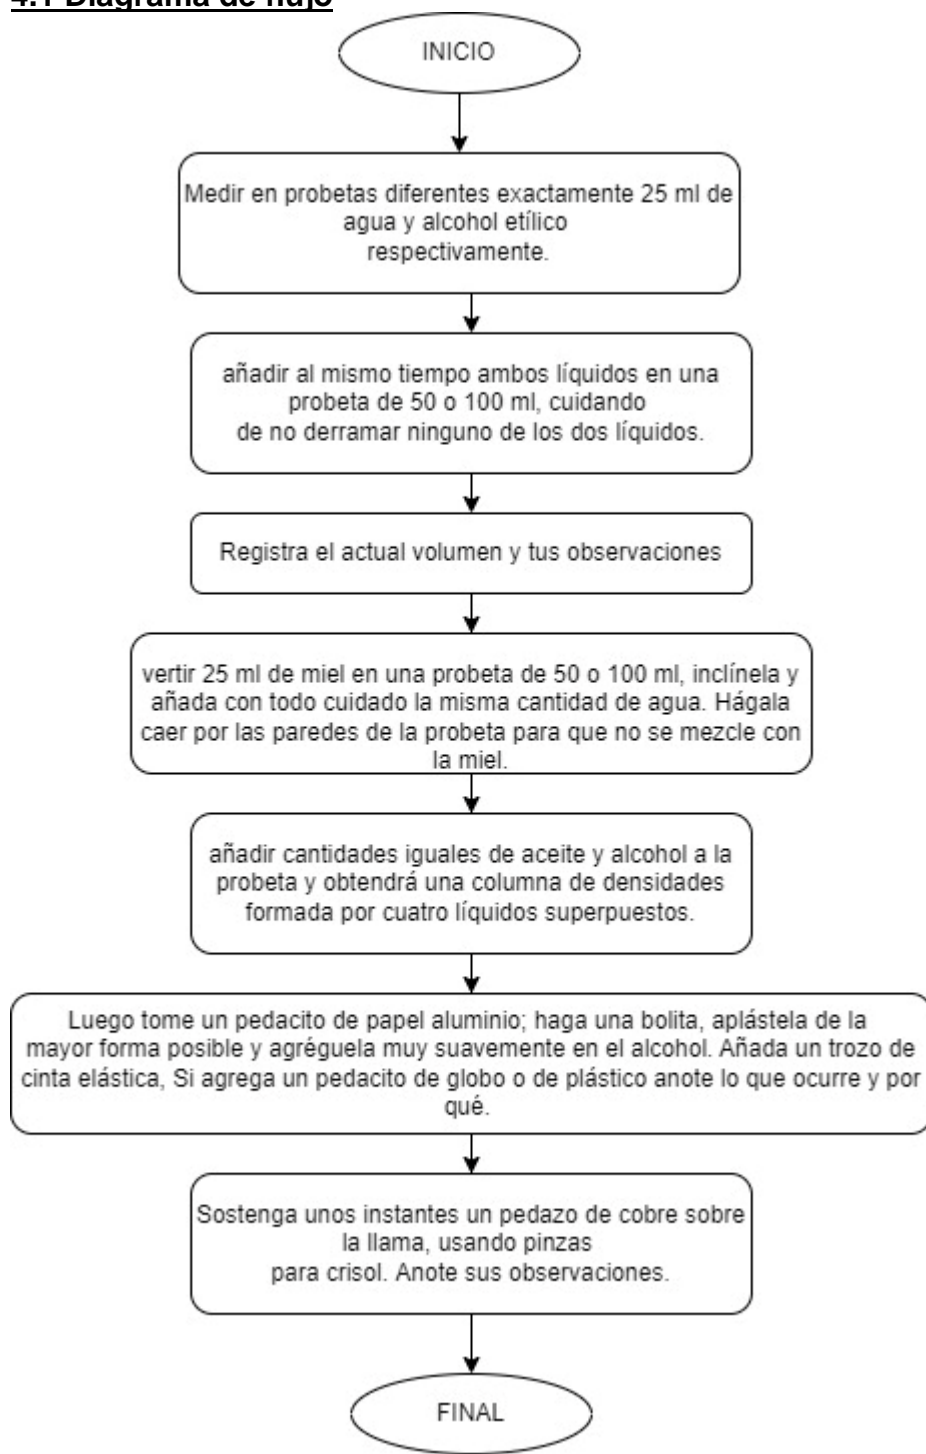 4.1 Diagrama de flujo
INICIO
Medir en probetas diferentes exactamente 25 ml de
agua y alcohol etílico
respectivamente.
añadir al mismo tiempo ambos líquidos en una
probeta de 50 o 100 ml, cuidando
de no derramar ninguno de los dos líquidos.
Registra el actual volumen y tus observaciones
vertir 25 ml de miel en una probeta de 50 o 100 ml, inclínela y
añada con todo cuidado la misma cantidad de agua. Hágala
caer por las paredes de la probeta para que no se mezcle con
la miel.
añadir cantidades iguales de aceite y alcohol a la
probeta y obtendrá una columna de densidades
formada por cuatro líquidos superpuestos.
Luego tome un pedacito de papel aluminio; haga una bolita, aplástela de la
mayor forma posible y agréguela muy suavemente en el alcohol. Añada un trozo de
cinta elástica, Si agrega un pedacito de globo o de plástico anote lo que ocurre y por
qué.
Sostenga unos instantes un pedazo de cobre sobre
la llama, usando pinzas
para crisol. Anote sus observaciones.
FINAL